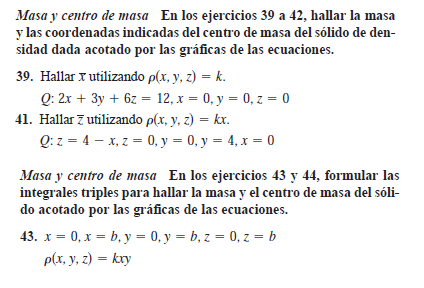 Masa y centro de masa En los ejercicios 39 a 42, hallar la masa
y las coordenadas indicadas del centro de masa del sólido de den-
sidad dada acotado por las gráficas de las ecuaciones.
39. Hallar x̄ utilizando ρ(x, y, z) = k.
Q: 2x + 3y + 6z = 12, x = 0, y = 0, z = 0
41. Hallar z̄ utilizando ρ(x, y, z) = kx.
Q: z = 4 − x, z = 0, y = 0, y = 4, x = 0
Masa y centro de masa En los ejercicios 43 y 44, formular las
integrales triples para hallar la masa y el centro de masa del sóli-
do acotado por las gráficas de las ecuaciones.
43. x = 0, x = b, y = 0, y = b, z = 0, z = b
ρ(x, y, z) = kxy